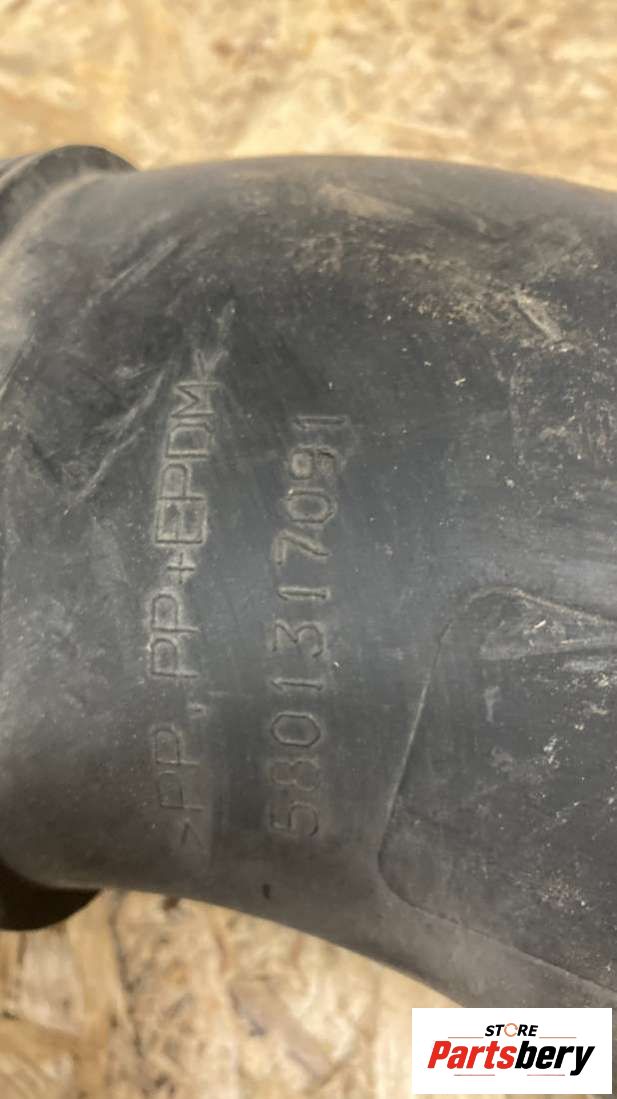 >PP, PP+EPDM<
5801317091
STORE
Partsbery